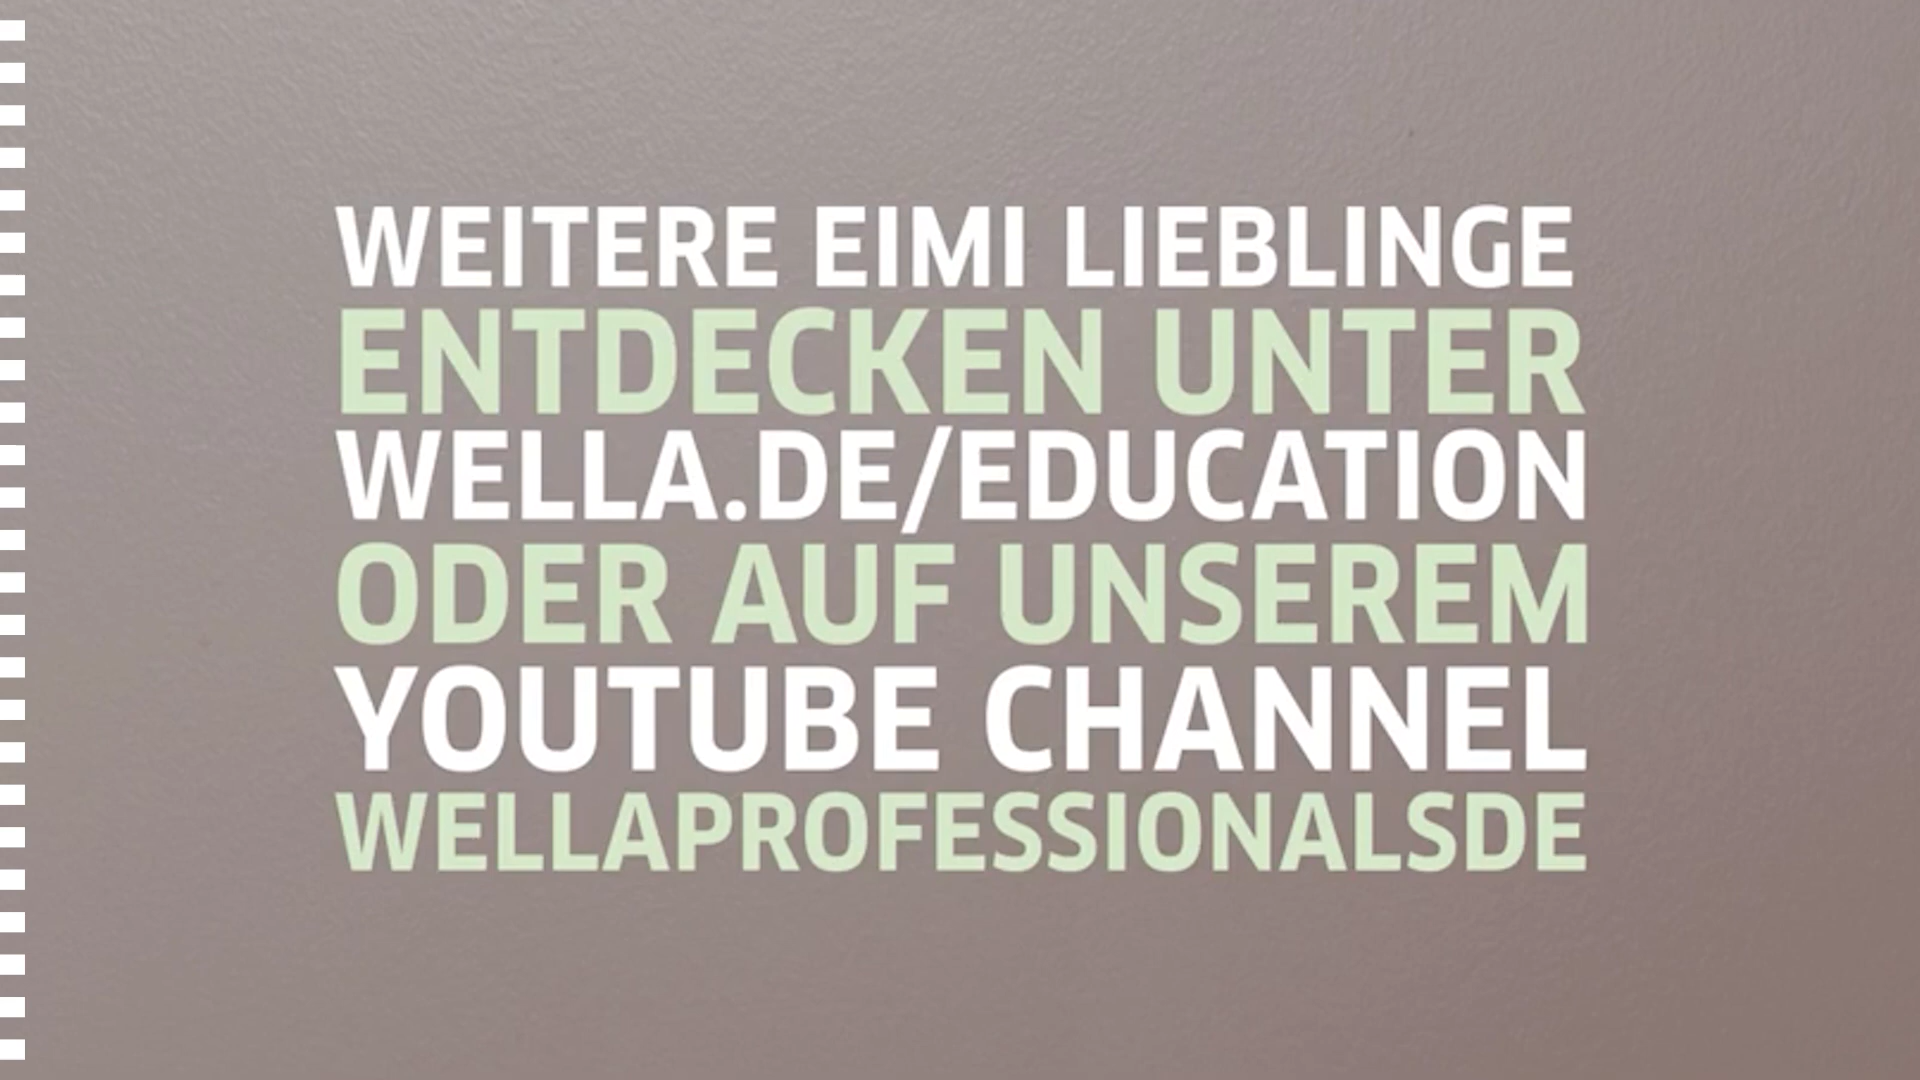 WEITERE EIMI LIEBLINGE
ENTDECKEN UNTER
WELLA.DE/EDUCATION
ODER AUF UNSEREM
YOUTUBE CHANNEL
WELLAPROFESSIONALSDE